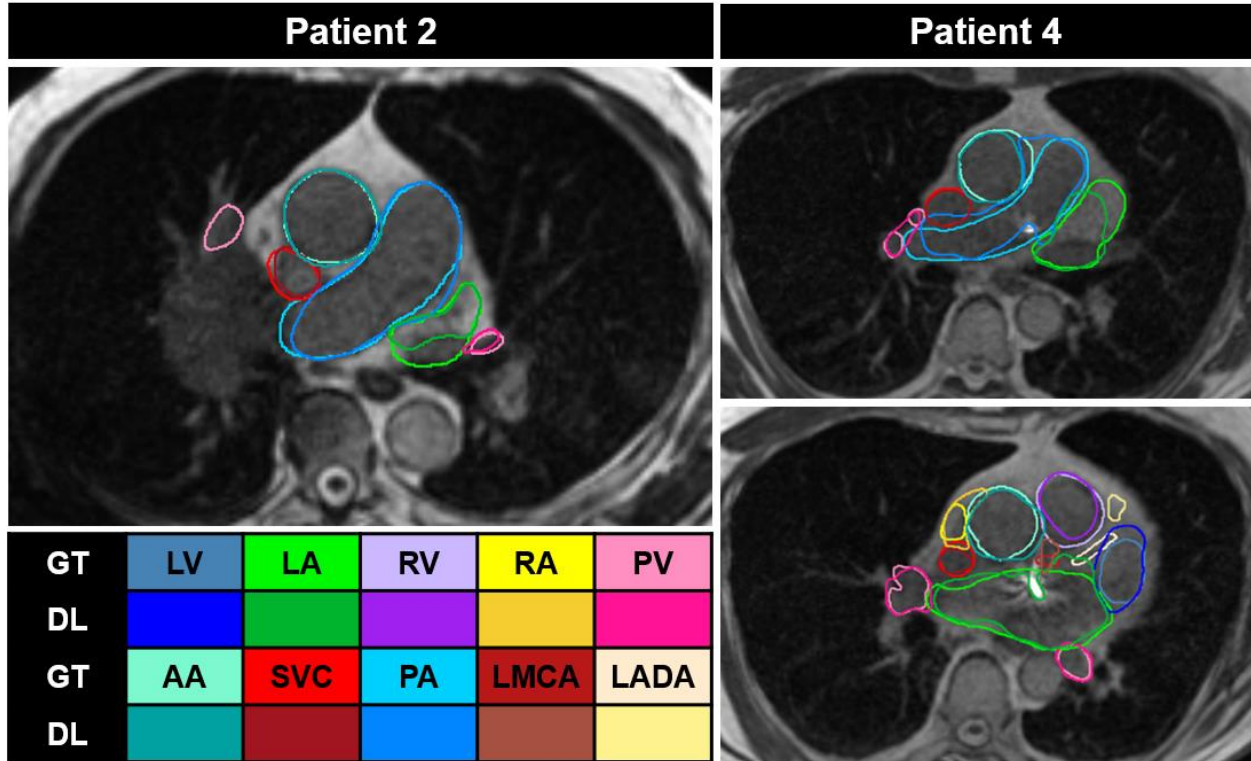 Patient 2
Patient 4
GT LV LA RV RA PV
DL
GT AA SVC PA LMCA LADA
DL